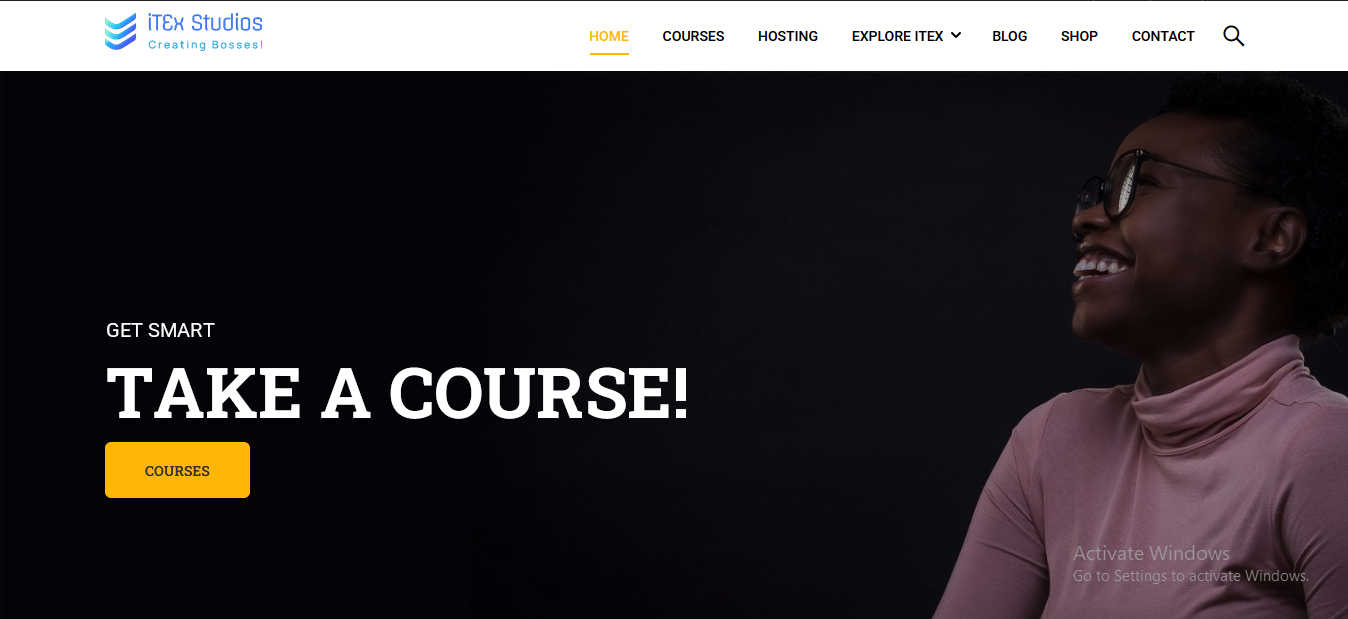 iTEx Studios
Creating Bosses!
HOME COURSES HOSTING EXPLORE ITEX BLOG SHOP CONTACT
GET SMART
TAKE A COURSE!
COURSES
Activate Windows
Go to Settings to activate Windows.